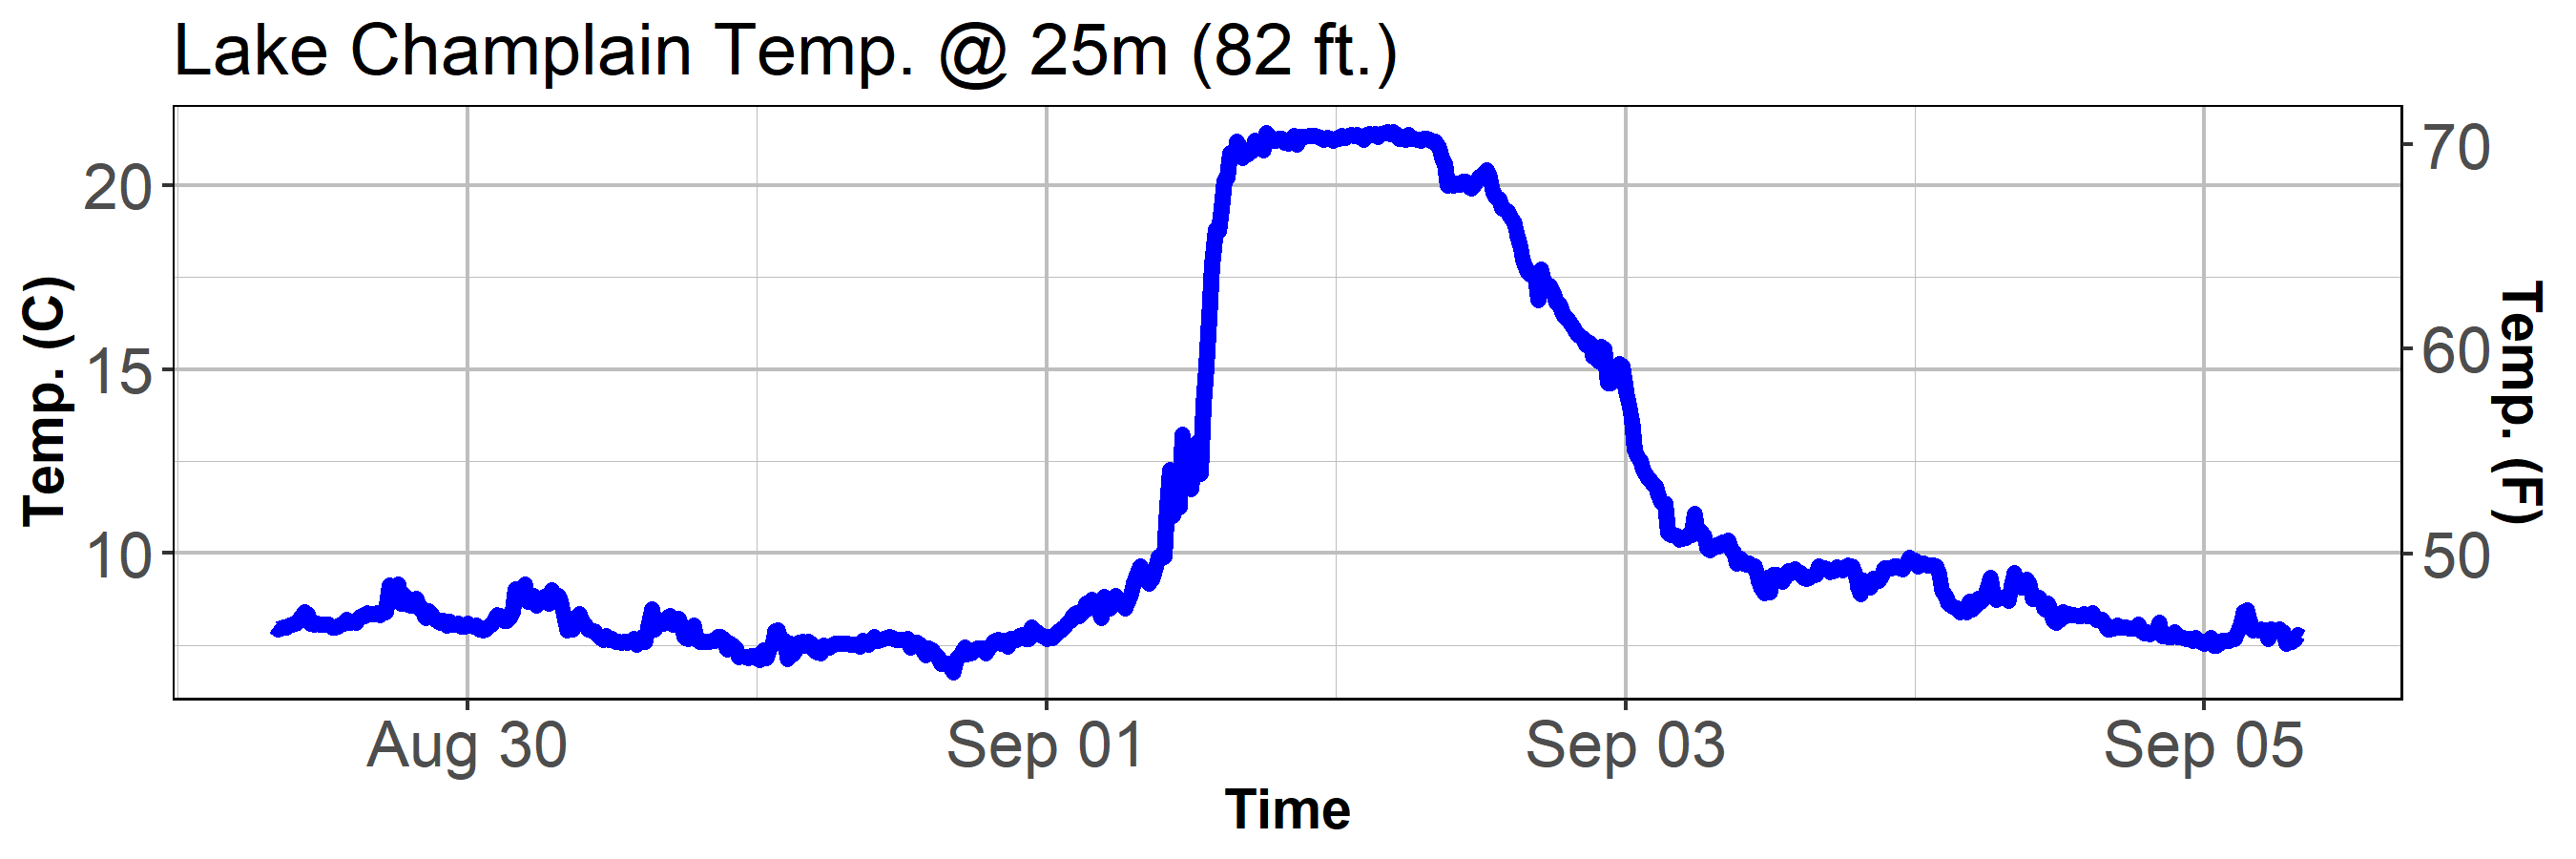 Lake Champlain Temp. @ 25m (82 ft.)
Temp. (C)
20
15
10
70
60
50
Temp. (F)
Aug 30
Sep 01
Sep 03
Sep 05
Time